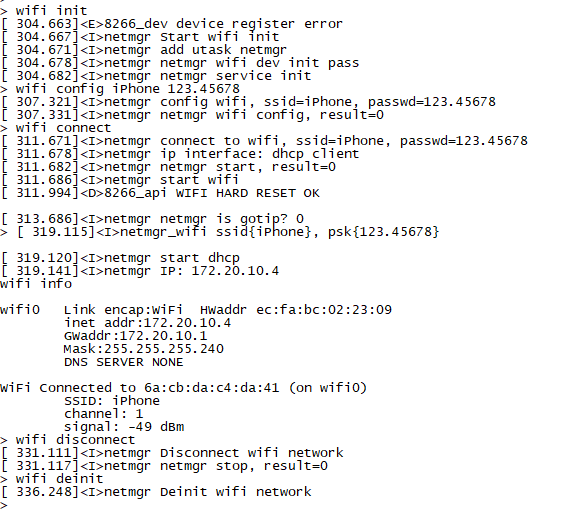 > wifi init
[ 304.663]<E>8266_dev device register error
[ 304.667]<I>netmgr Start wifi init
[ 304.671]<I>netmgr add utask netmgr
[ 304.678]<I>netmgr netmgr wifi dev init pass
[ 304.682]<I>netmgr netmgr service init
> wifi config iPhone 123.45678
[ 307.321]<I>netmgr config wifi, ssid=iPhone, passwd=123.45678
[ 307.331]<I>netmgr netmgr wifi config, result=0
> wifi connect
[ 311.671]<I>netmgr connect to wifi, ssid=iPhone, passwd=123.45678
[ 311.678]<I>netmgr ip interface: dhcp_client
[ 311.682]<I>netmgr netmgr start, result=0
[ 311.686]<I>netmgr start wifi
[ 311.994]<D>8266_api WIFI HARD RESET OK
[ 313.686]<I>netmgr netmgr is gotip? 0
> [ 319.115]<I>netmgr_wifi ssid{iPhone}, psk{123.45678}
[ 319.120]<I>netmgr start dhcp
[ 319.141]<I>netmgr IP: 172.20.10.4
wifi info
wifi0 Link encap:WiFi HWaddr ec:fa:bc:02:23:09
inet addr:172.20.10.4
GWaddr:172.20.10.1
Mask:255.255.255.240
DNS SERVER NONE
WiFi Connected to 6a:cb:da:c4:da:41 (on wifi0)
SSID: iPhone
channel: 1
signal: -49 dBm
> wifi disconnect
[ 331.111]<I>netmgr Disconnect wifi network
[ 331.117]<I>netmgr netmgr stop, result=0
> wifi deinit
[ 336.248]<I>netmgr Deinit wifi network
>